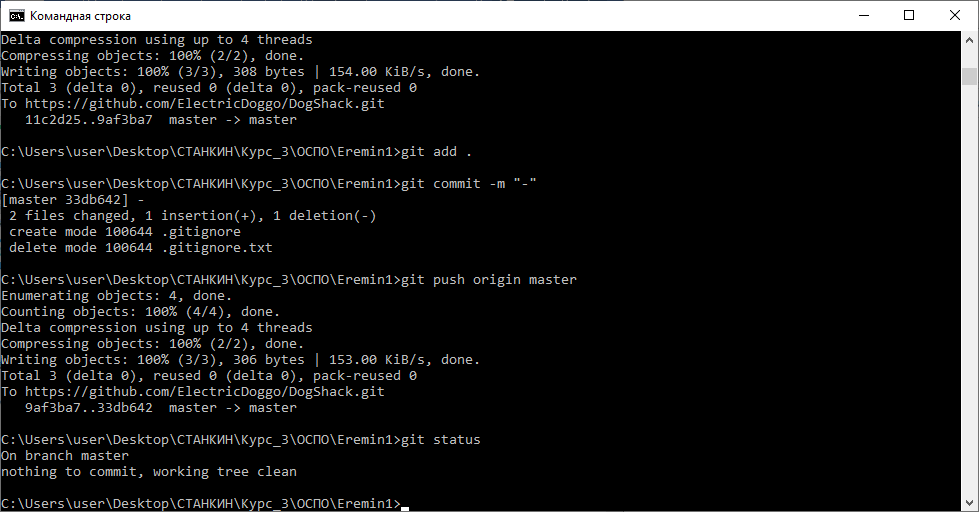 Командная строка
Delta compression using up to 4 threads
Compressing objects: 100% (2/2), done.
Writing objects: 100% (3/3), 308 bytes | 154.00 KiB/s, done.
Total 3 (delta 0), reused 0 (delta 0), pack-reused 0
To https://github.com/ElectricDoggo/DogShack.git
   11c2d25..9af3ba7  master -> master
C:\Users\user\Desktop\СТАНКИН\Курс_3\ОСПО\Eremin1>git add .
C:\Users\user\Desktop\СТАНКИН\Курс_3\ОСПО\Eremin1>git commit -m "-"
[master 33db642] -
 2 files changed, 1 insertion(+), 1 deletion(-)
 create mode 100644 .gitignore
 delete mode 100644 .gitignore.txt
C:\Users\user\Desktop\СТАНКИН\Курс_3\ОСПО\Eremin1>git push origin master
Enumerating objects: 4, done.
Counting objects: 100% (4/4), done.
Delta compression using up to 4 threads
Compressing objects: 100% (2/2), done.
Writing objects: 100% (3/3), 306 bytes | 153.00 KiB/s, done.
Total 3 (delta 0), reused 0 (delta 0), pack-reused 0
To https://github.com/ElectricDoggo/DogShack.git
   9af3ba7..33db642  master -> master
C:\Users\user\Desktop\СТАНКИН\Курс_3\ОСПО\Eremin1>git status
On branch master
nothing to commit, working tree clean
C:\Users\user\Desktop\СТАНКИН\Курс_3\ОСПО\Eremin1>